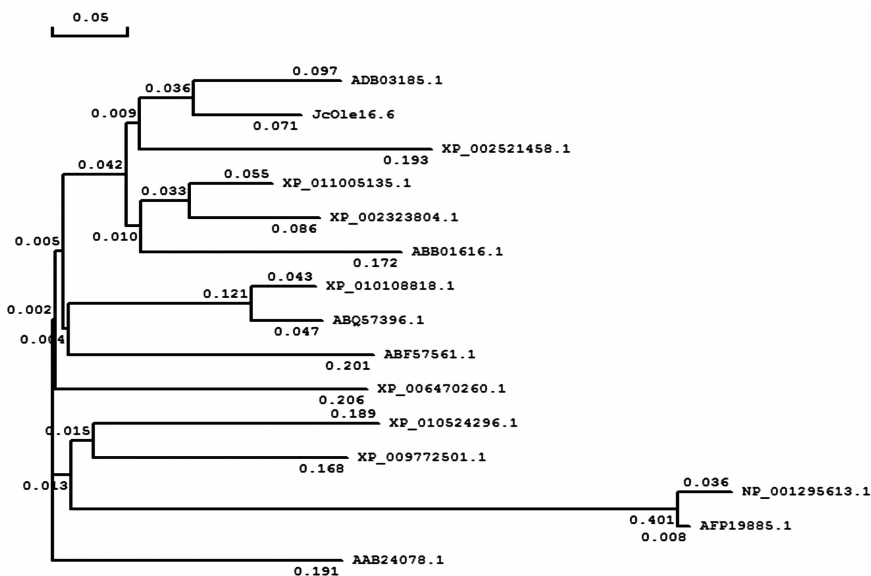 0.05
0.097
ADB03185.1
0.036
0.009
JcOle16.6
0.071
XP_002521458.1
0.193
0.042
0.055
XP_011005135.1
0.033
XP_002323804.1
0.086
0.010
0.005
ABB01616.1
0.172
0.043
XP_010108818.1
0.121
0.002
ABQ57396.1
0.047
0.004
ABF57561.1
0.201
XP_006470260.1
0.206
0.189
XP_010524296.1
0.015
XP_009772501.1
0.168
0.013
0.036
NP_001295613.1
0.401
AFP19885.1
0.008
AAB24078.1
0.191